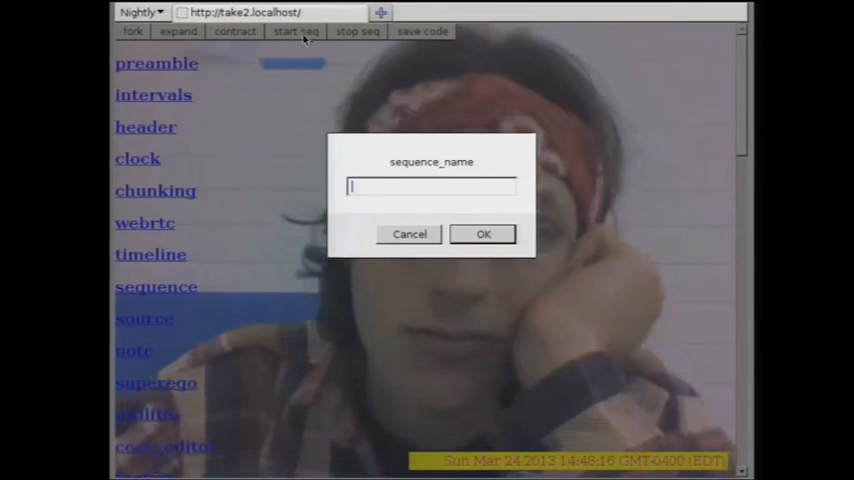 Nightly
http://take2.localhost/
fork expand contract start seq stop seq save code
preamble
intervals
header
clock
chunking
webrtc
timeline
sequence
source
note
superego
code_editor
sequence_name
Cancel OK
Sun Mar 24 2013 14:48:16 GMT-0400 (EDT)